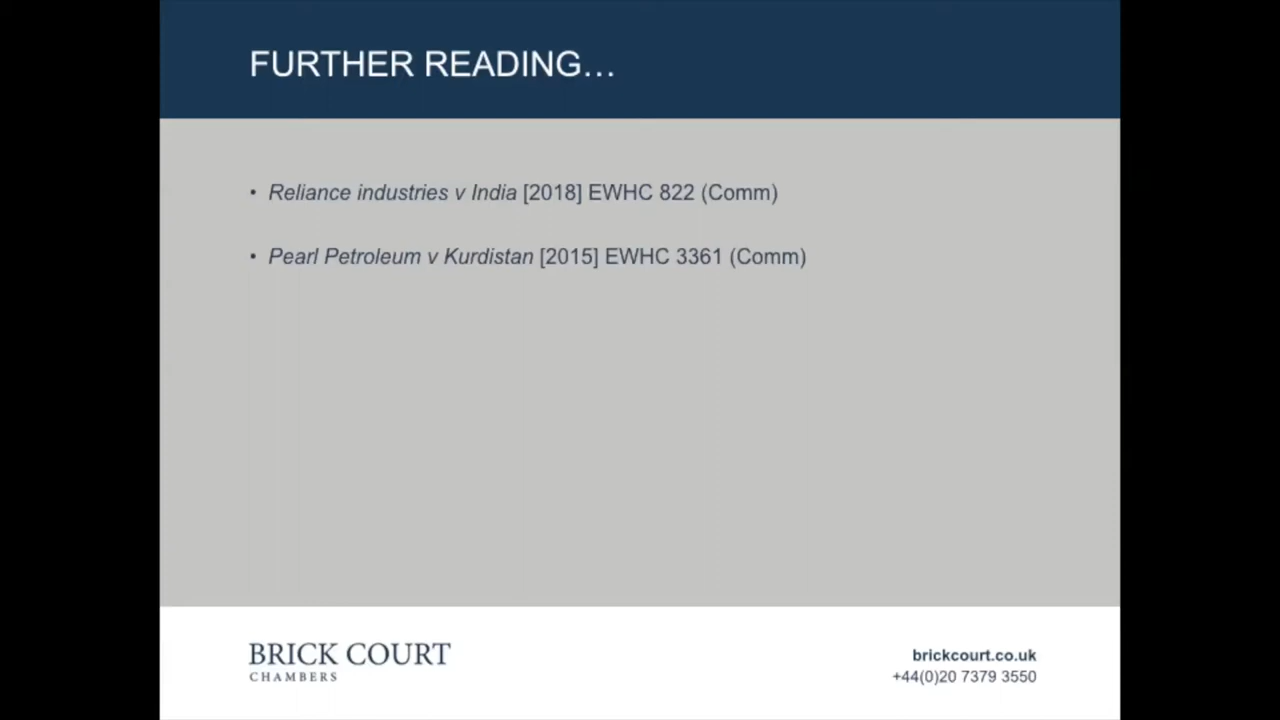 FURTHER READING…
• Reliance industries v India [2018] EWHC 822 (Comm)
• Pearl Petroleum v Kurdistan [2015] EWHC 3361 (Comm)
BRICK COURT
CHAMBERS
brickcourt.co.uk
+44(0)20 7379 3550